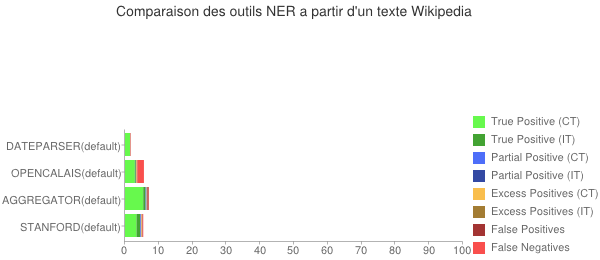 Comparaison des outils NER a partir d'un texte Wikipedia
DATEPARSER(default)
OPENCALAIS(default)
AGGREGATOR(default)
STANFORD(default)
0 10 20 30 40 50 60 70 80 90 100
True Positive (CT)
True Positive (IT)
Partial Positive (CT)
Partial Positive (IT)
Excess Positives (CT)
Excess Positives (IT)
False Positives
False Negatives